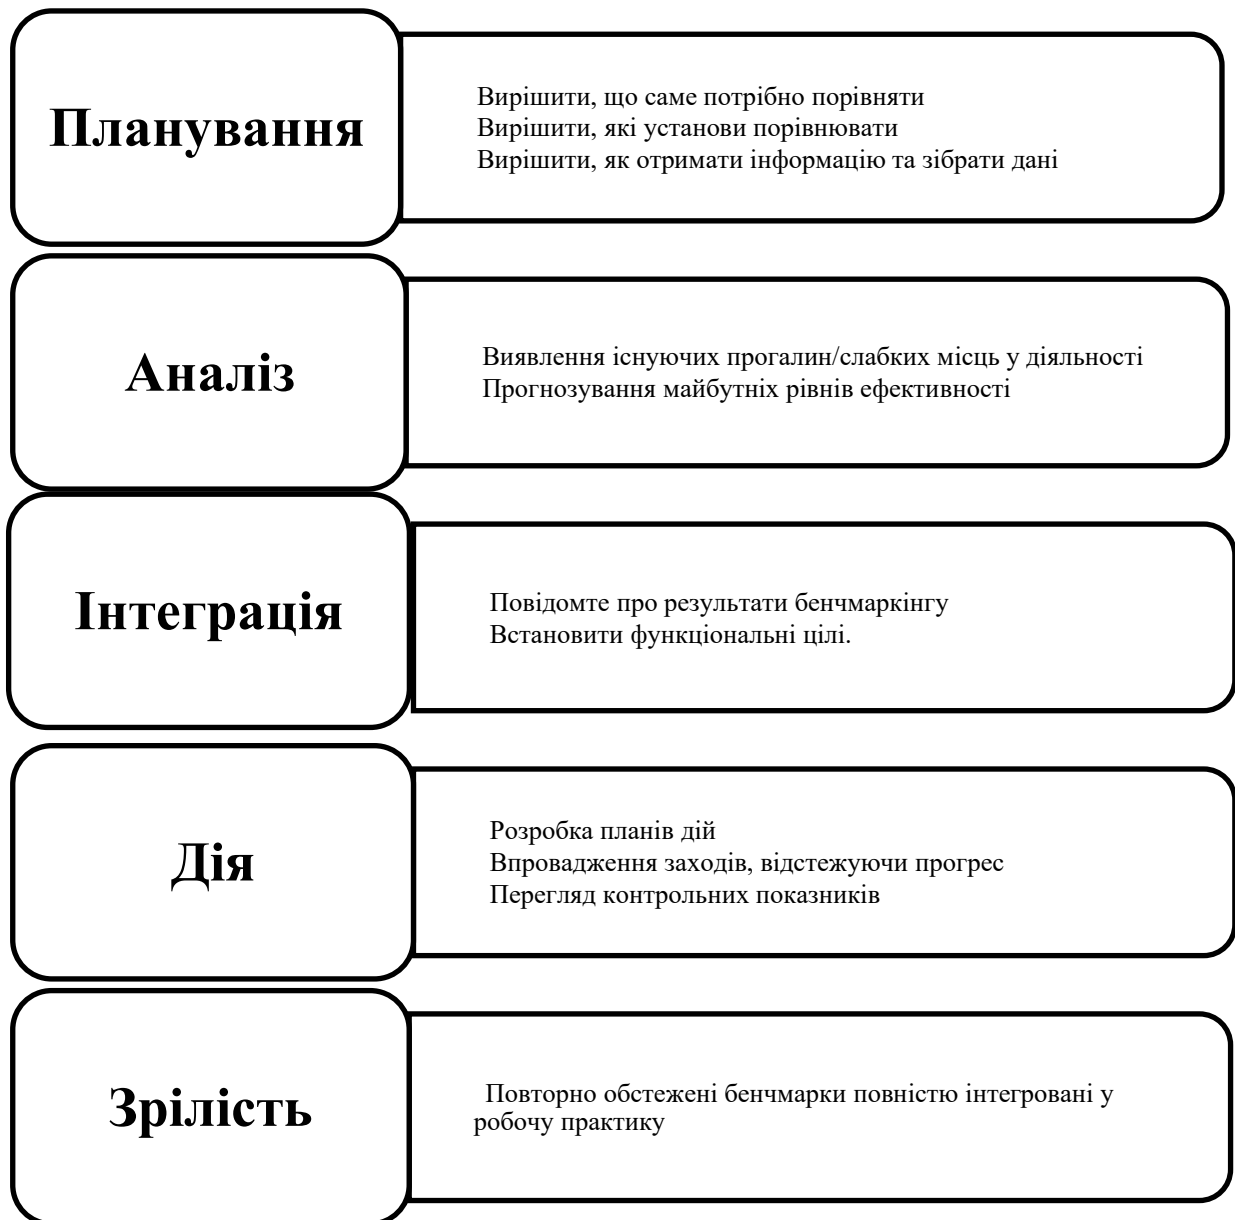 Планування
Вирішити, що саме потрібно порівняти
Вирішити, які установи порівнювати
Вирішити, як отримати інформацію та зібрати дані
Аналіз
Виявлення існуючих прогалин/слабких місць у діяльності
Прогнозування майбутніх рівнів ефективності
Інтеграція
Повідомте про результати бенчмаркінгу
Встановити функціональні цілі.
Дія
Розробка планів дій
Впровадження заходів, відстежуючи прогрес
Перегляд контрольних показників
Зрілість
Повторно обстежені бенчмарки повністю інтегровані у
робочу практику